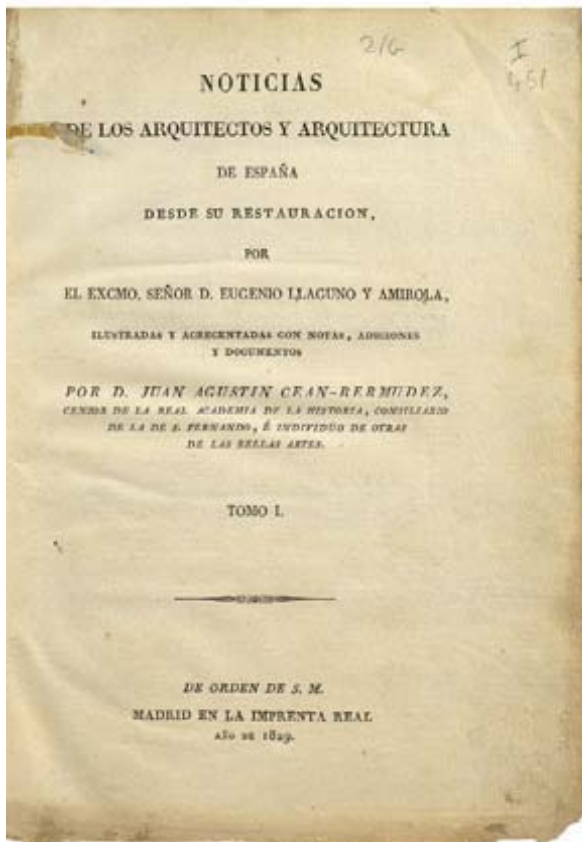 2/6
I
451
NOTICIAS
DE LOS ARQUITECTOS Y ARQUITECTURA
DE ESPAÑA
DESDE SU RESTAURACION,
POR
EL EXCMO. SEÑOR D. EUGENIO LLAGUNO Y AMIROLA,
ILUSTRADAS Y ACRECENTADAS CON NOTAS, ADICIONES
Y DOCUMENTOS
POR D. JUAN AGUSTIN CEAN-BERMUDEZ,
CENSOR DE LA REAL ACADEMIA DE LA HISTORIA, CONSILIARIO
DE LA DE S. FERNANDO, É INDIVIDUO DE OTRAS
DE LAS BELLAS ARTES.
TOMO I.
DE ORDEN DE S. M.
MADRID EN LA IMPRENTA REAL
AÑO DE 1829.